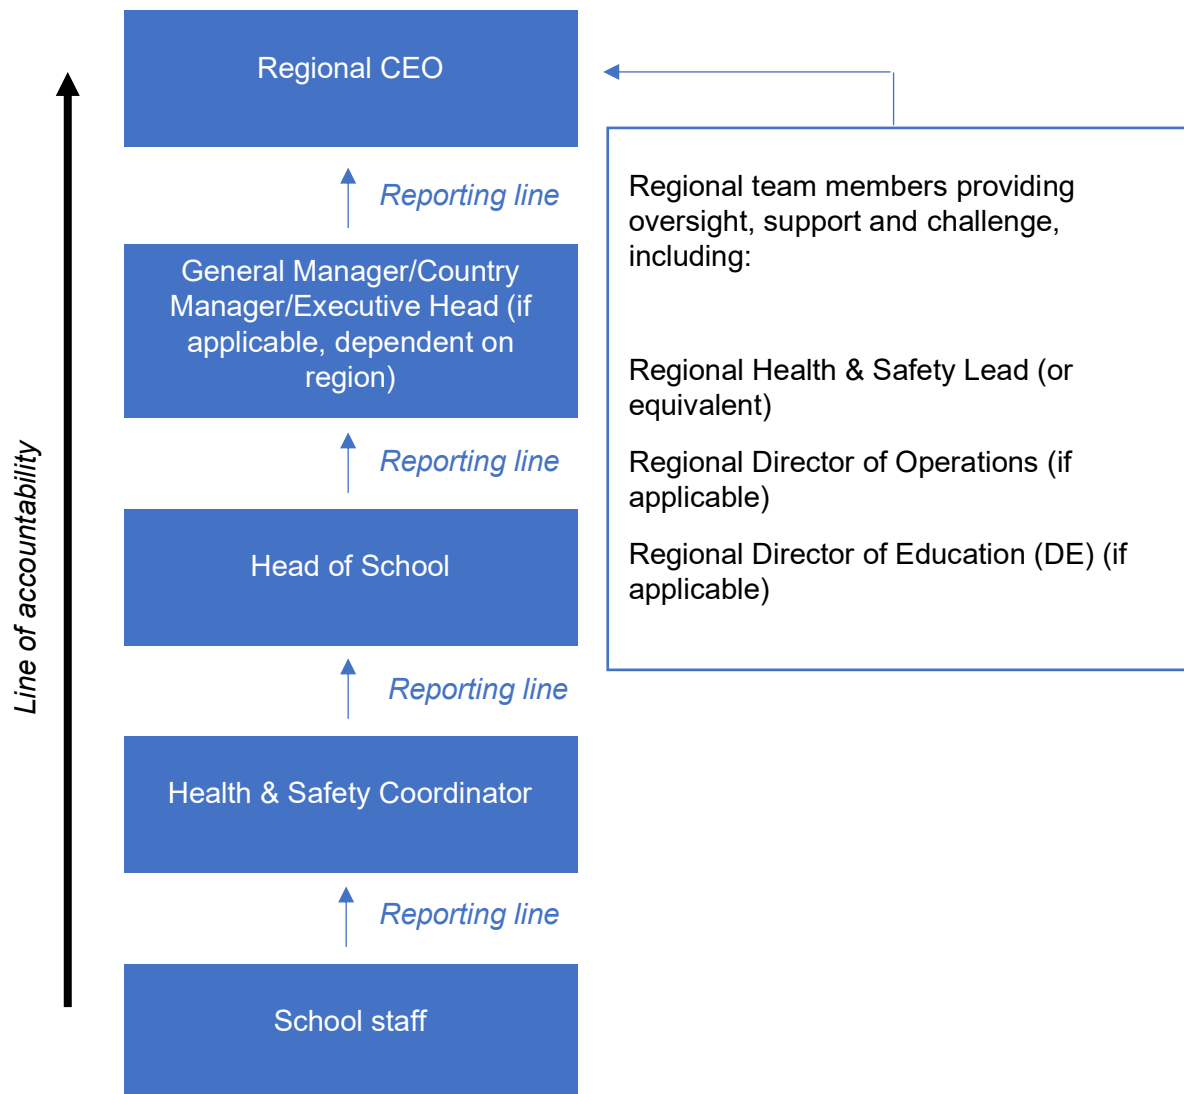 Regional CEO
Reporting line
General Manager/Country
Manager/Executive Head (if
applicable, dependent on
region)
Reporting line
Head of School
Reporting line
Health & Safety Coordinator
Reporting line
School staff
Line of accountability
Regional team members providing
oversight, support and challenge,
including:
Regional Health & Safety Lead (or
equivalent)
Regional Director of Operations (if
applicable)
Regional Director of Education (DE) (if
applicable)